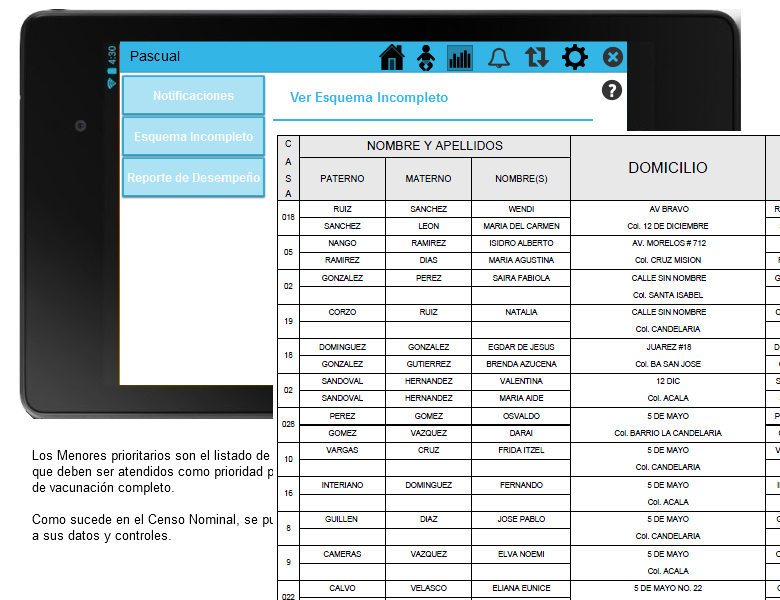 4:30
Pascual
Notificaciones
Esquema Incompleto
Reporte de Desempeño
Ver Esquema Incompleto
?
C A S A NOMBRE Y APELLIDOS DOMICILIO
PATERNO MATERNO NOMBRE(S)
016 RUIZ SANCHEZ WENDI AV BRAVO R
SANCHEZ LEON MARIA DEL CARMEN Col. 12 DE DICIEMBRE
05 NANGO RAMIREZ ISIDRO ALBERTO AV. MORELOS # 712
RAMIREZ DIAS MARIA AGUSTINA Col. CRUZ MISION
02 GONZALEZ PEREZ SAIRA FABIOLA CALLE SIN NOMBRE G
Col. SANTA ISABEL
19 CORZO RUIZ NATALIA CALLE SIN NOMBRE
Col. CANDELARIA
18 DOMINGUEZ GONZALEZ EGDAR DE JESUS JUAREZ #18 D
GONZALEZ GUTIERREZ BRENDA AZUCENA Col. BA SAN JOSE
02 SANDOVAL HERNANDEZ VALENTINA 12 DIC S
SANDOVAL HERNANDEZ MARIA AIDE Col. ACALA
028 PEREZ GOMEZ OSVALDO 5 DE MAYO P
GOMEZ VAZQUEZ DARAI Col. BARRIO LA CANDELARIA
10 VARGAS CRUZ FRIDA ITZEL 5 DE MAYO V
Col. CANDELARIA
16 INTERIANO DOMINGUEZ FERNANDO 5 DE MAYO
Col. ACALA
8 GUILLEN DIAZ JOSE PABLO 5 DE MAYO G
Col. CANDELARIA
9 CAMERAS VAZQUEZ ELVA NOEMI 5 DE MAYO
Col. ACALA
022 CALVO VELASCO ELIANA EUNICE 5 DE MAYO NO. 22
Los Menores prioritarios son el listado de
que deben ser atendidos como prioridad p
de vacunación completo.
Como sucede en el Censo Nominal, se pu
a sus datos y controles.